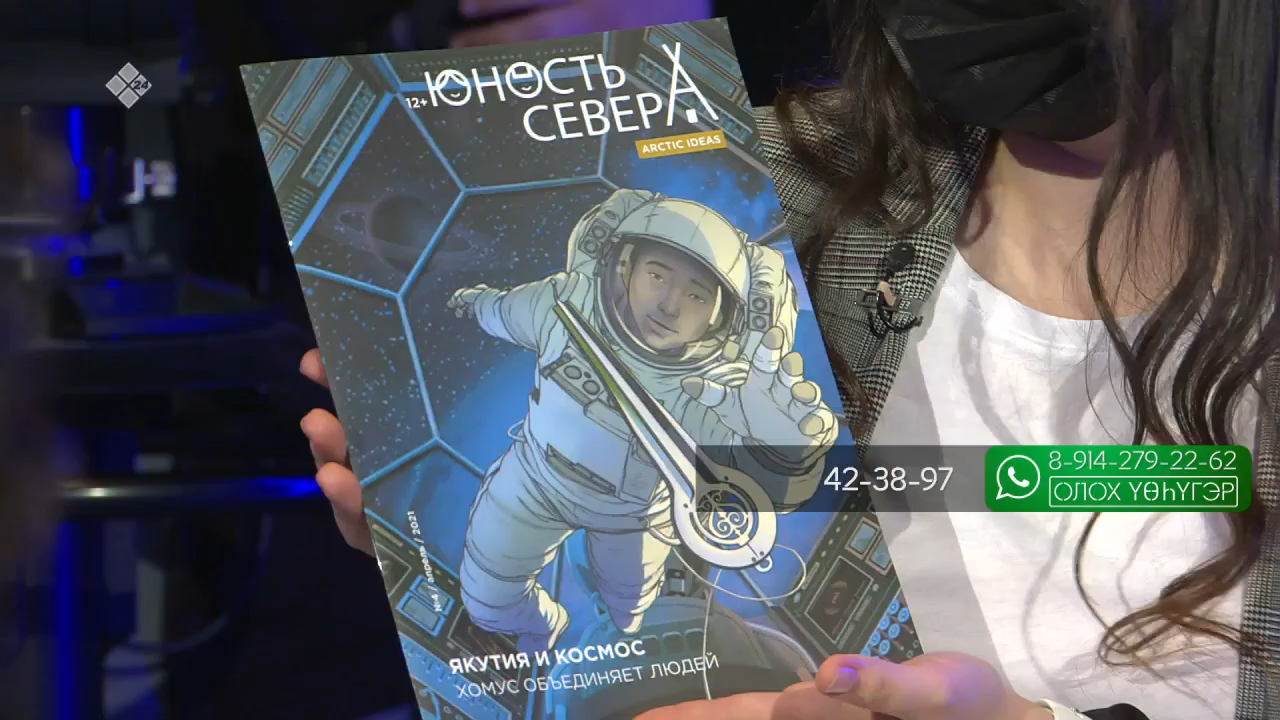 24
12+
ЮНОСТЬ
СЕВЕРА
ARCTIC IDEAS
42-38-97
8-914-279-22-62
ОЛОХ ҮӨҺҮГЭР
№4 / апрель / 2021
ЯКУТИЯ И КОСМОС
ХОМУС ОБЪЕДИНЯЕТ ЛЮДЕЙ